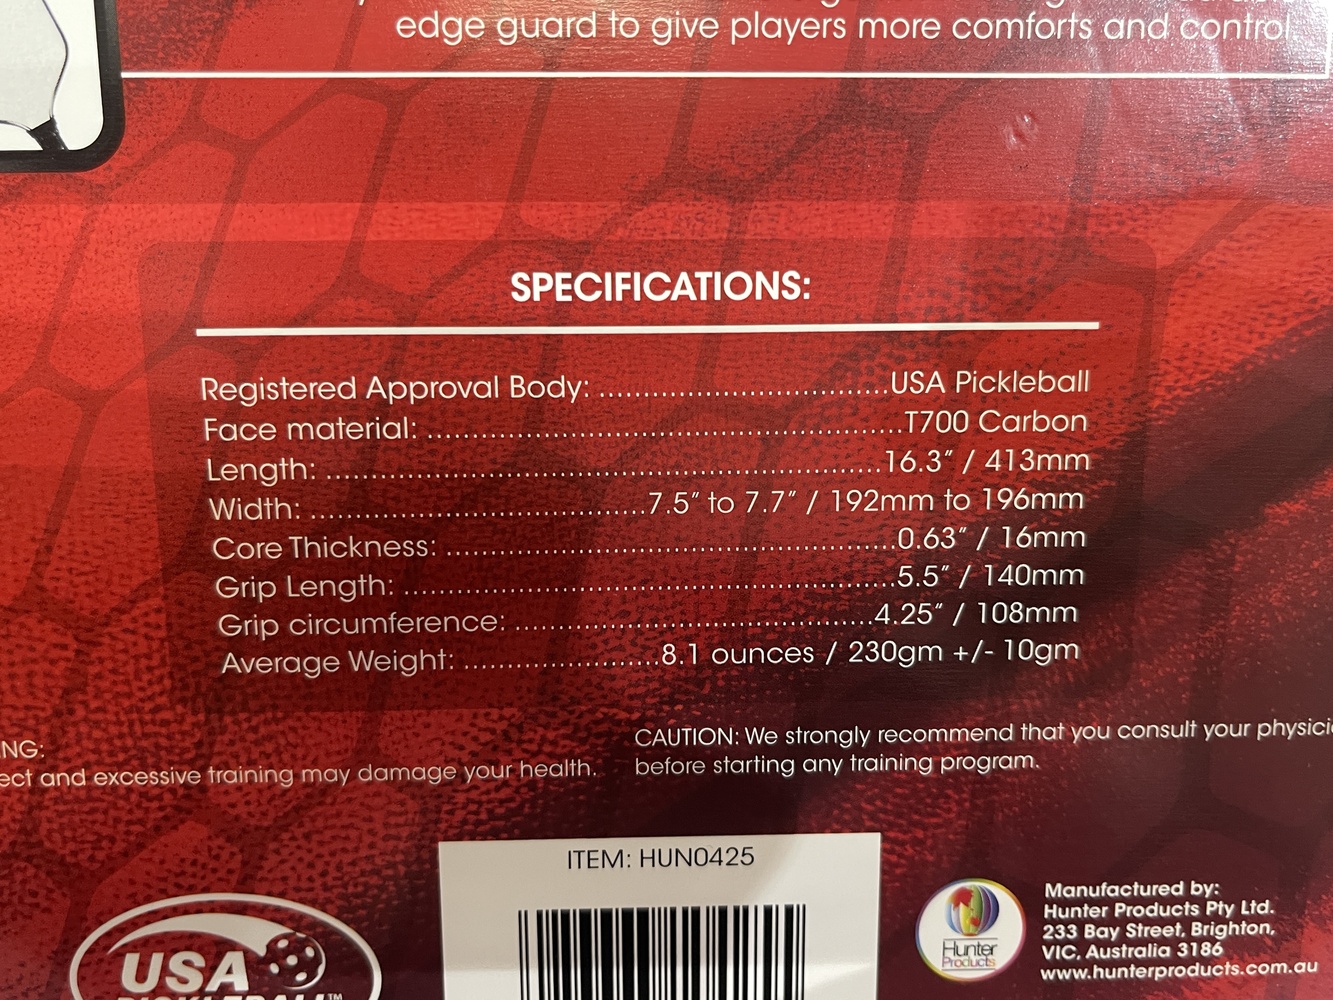 edge guard to give players more comforts and control.
SPECIFICATIONS:
Registered Approval Body: ................................USA Pickleball
Face material: .....................................................T700 Carbon
Length: ..............................................................16.3" / 413mm
Width: .....................................7.5" to 7.7" / 192mm to 196mm
Core Thickness: ..................................................0.63" / 16mm
Grip Length: .......................................................5.5" / 140mm
Grip circumference: ........................................4.25" / 108mm
Average Weight: ......................8.1 ounces / 230gm +/- 10gm
NG:
ect and excessive training may damage your health.
CAUTION: We strongly recommend that you consult your physici
before starting any training program.
ITEM: HUN0425
USA
PICKLEBALL™
Hunter
Products
Manufactured by:
Hunter Products Pty Ltd.
233 Bay Street, Brighton,
VIC, Australia 3186
www.hunterproducts.com.au